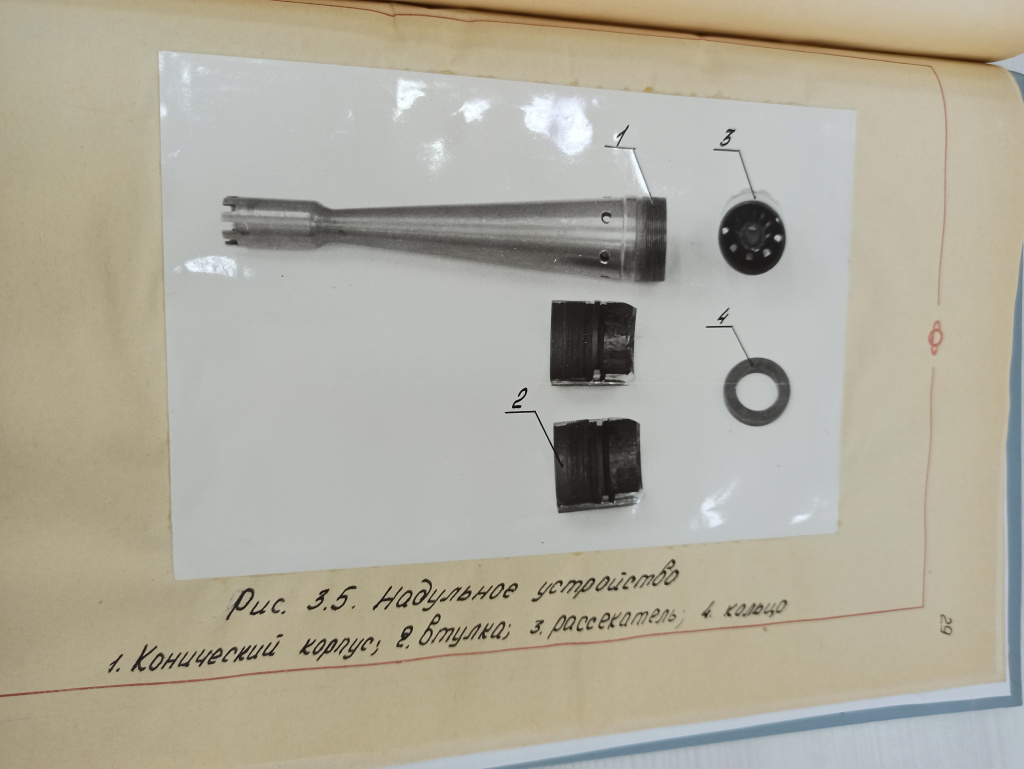 1
3
4
2
Рис. 3.5. Надульное устройство
1. Конический корпус; 2. втулка; 3. рассекатель; 4. кольцо
29